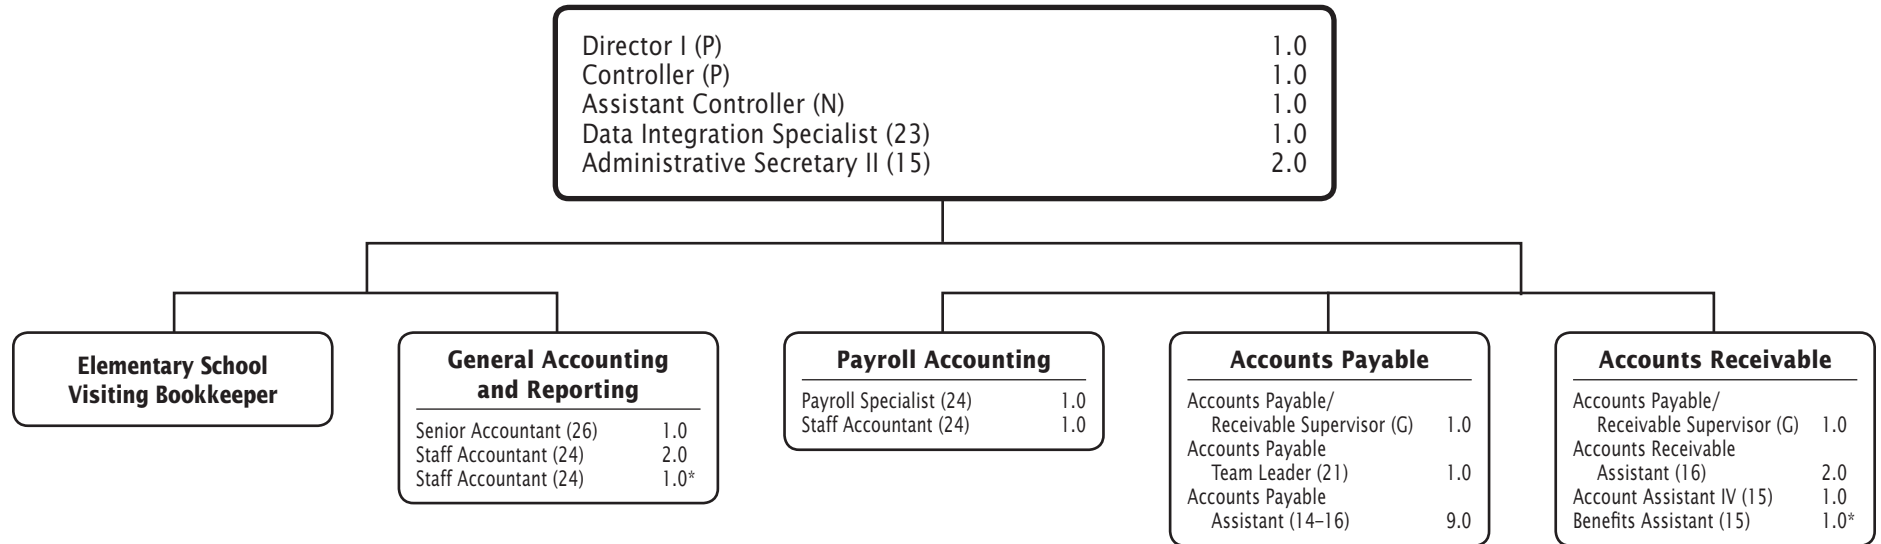 Director I (P) 1.0
Controller (P) 1.0
Assistant Controller (N) 1.0
Data Integration Specialist (23) 1.0
Administrative Secretary II (15) 2.0
Elementary School
Visiting Bookkeeper
General Accounting
and Reporting
Senior Accountant (26) 1.0
Staff Accountant (24) 2.0
Staff Accountant (24) 1.0*
Payroll Accounting
Payroll Specialist (24) 1.0
Staff Accountant (24) 1.0
Accounts Payable
Accounts Payable/
Receivable Supervisor (G) 1.0
Accounts Payable
Team Leader (21) 1.0
Accounts Payable
Assistant (14–16) 9.0
Accounts Receivable
Accounts Payable/
Receivable Supervisor (G) 1.0
Accounts Receivable
Assistant (16) 2.0
Account Assistant IV (15) 1.0
Benefits Assistant (15) 1.0*